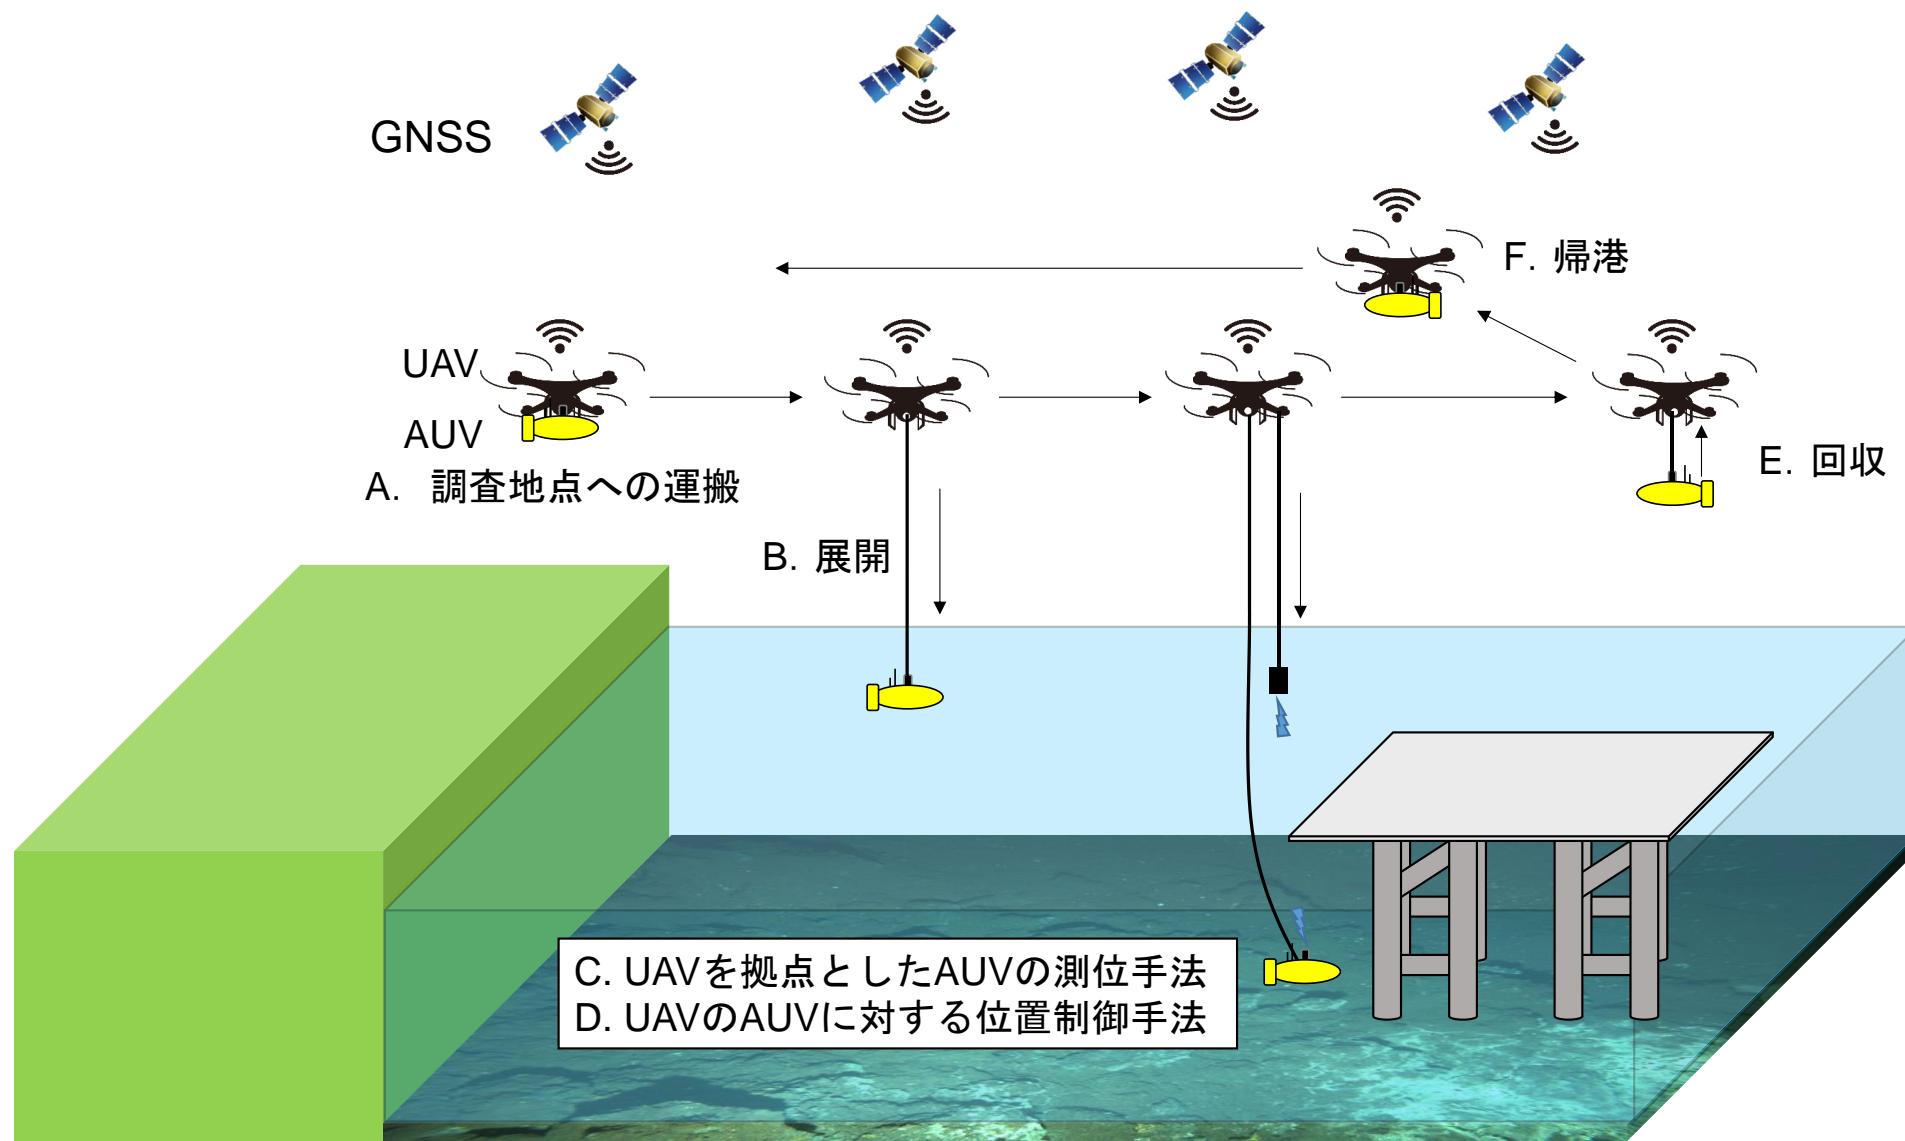 GNSS
F. 帰港
UAV
AUV
E. 回収
A. 調査地点への運搬
B. 展開
C. UAVを拠点としたAUVの測位手法
D. UAVのAUVに対する位置制御手法